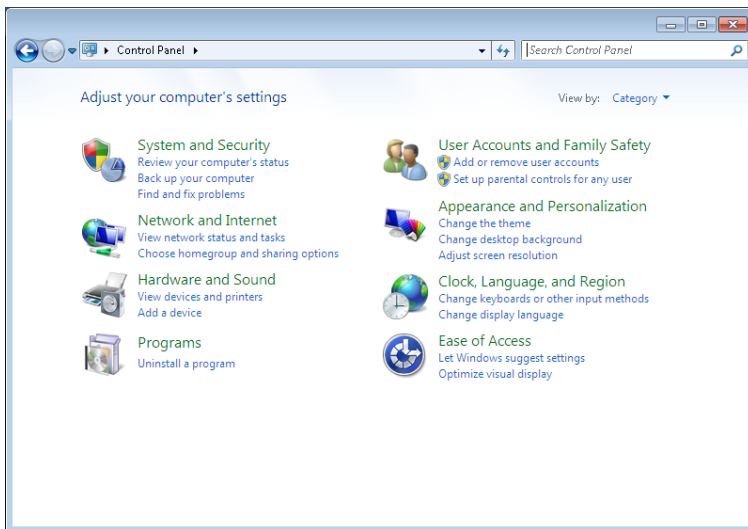 Control Panel
Search Control Panel
Adjust your computer's settings
View by: Category
System and Security
Review your computer's status
Back up your computer
Find and fix problems
Network and Internet
View network status and tasks
Choose homegroup and sharing options
Hardware and Sound
View devices and printers
Add a device
Programs
Uninstall a program
User Accounts and Family Safety
Add or remove user accounts
Set up parental controls for any user
Appearance and Personalization
Change the theme
Change desktop background
Adjust screen resolution
Clock, Language, and Region
Change keyboards or other input methods
Change display language
Ease of Access
Let Windows suggest settings
Optimize visual display